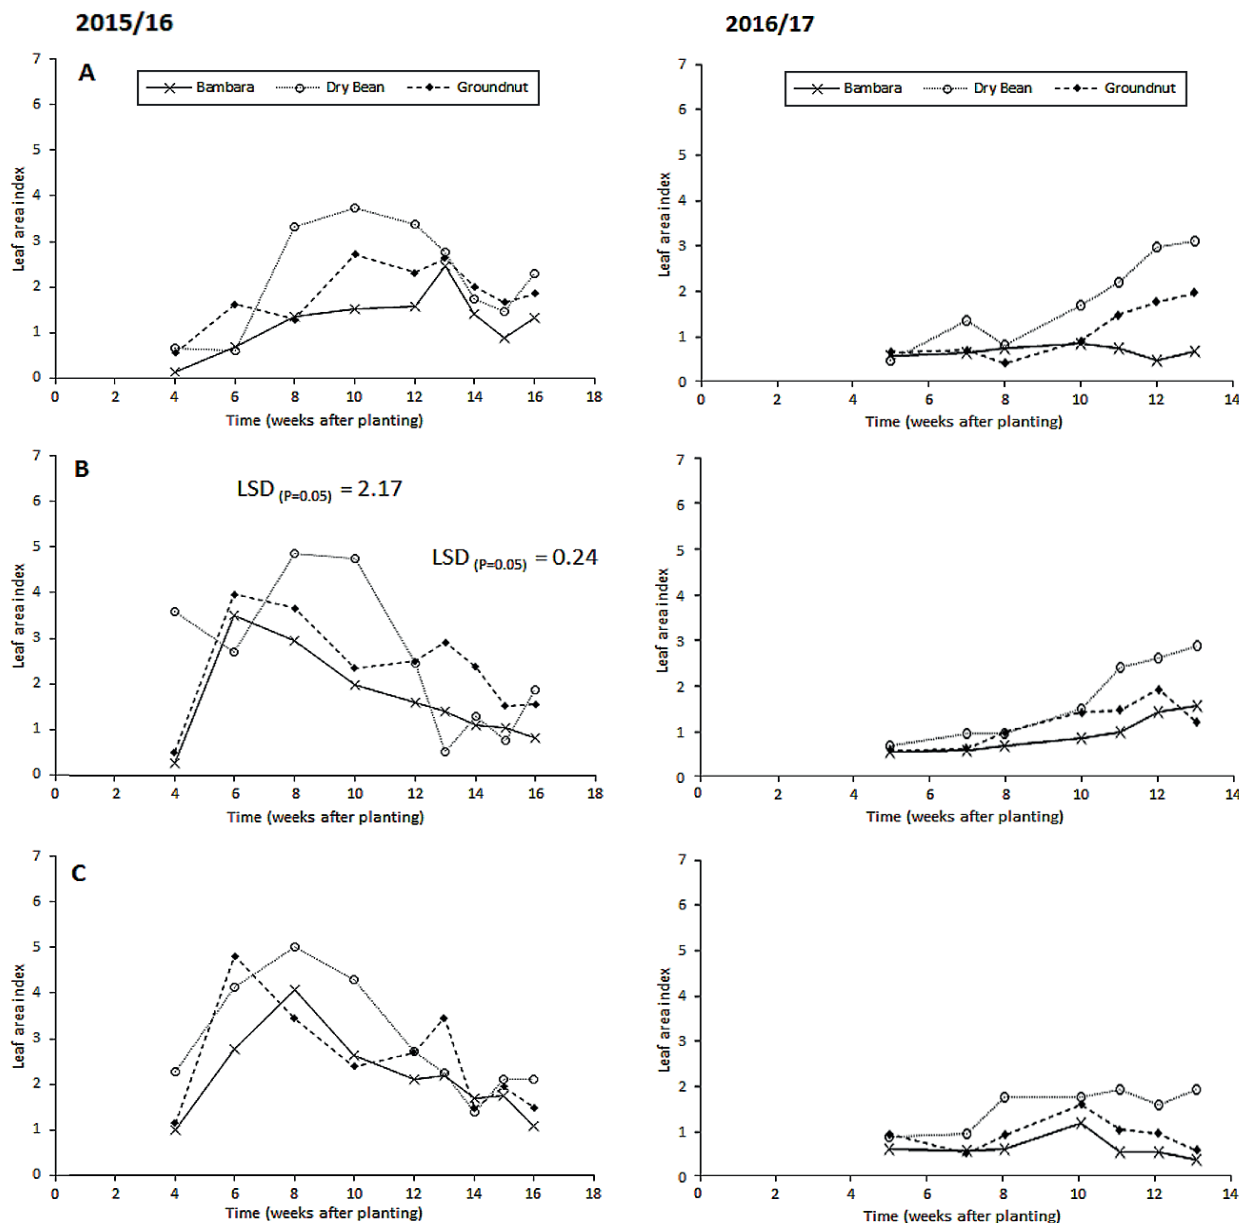 2015/16
2016/17
A
Bambara Dry Bean Groundnut
7
6
5
4
3
2
1
0
Leaf area index
0 2 4 6 8 10 12 14 16 18
Time (weeks after planting)
Bambara Dry Bean Groundnut
7
6
5
4
3
2
1
0
Leaf area index
0 2 4 6 8 10 12 14
Time (weeks after planting)
B
LSD (P=0.05) = 2.17
LSD (P=0.05) = 0.24
7
6
5
4
3
2
1
0
Leaf area index
0 2 4 6 8 10 12 14 16 18
Time (weeks after planting)
7
6
5
4
3
2
1
0
Leaf area index
0 2 4 6 8 10 12 14
Time (weeks after planting)
C
7
6
5
4
3
2
1
0
Leaf area index
0 2 4 6 8 10 12 14 16 18
Time (weeks after planting)
7
6
5
4
3
2
1
0
Leaf area index
0 2 4 6 8 10 12 14
Time (weeks after planting)